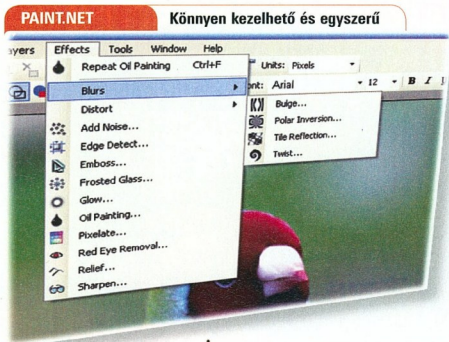 PAINT.NET Könnyen kezelhető és egyszerű
ayers Effects Tools Window Help
Repeat Oil Painting Ctrl+F
Units: Pixels
Blurs
ont: Arial 12 B I
Distort
Bulge...
Polar Inversion...
Tile Reflection...
Twist...
Add Noise...
Edge Detect...
Emboss...
Frosted Glass...
Glow...
Oil Painting...
Pixelate...
Red Eye Removal...
Relief...
Sharpen...